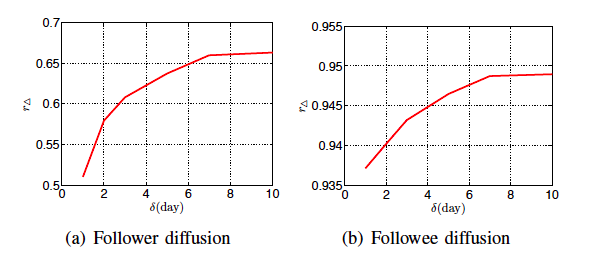 0.7
0.65
0.6
0.55
0.5
r△
0 2 4 6 8 10
δ(day)
(a) Follower diffusion
0.955
0.95
0.945
0.94
0.935
r△
0 2 4 6 8 10
δ(day)
(b) Followee diffusion